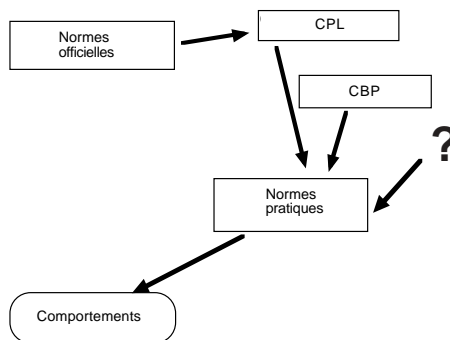 Normes
officielles
CPL
CBP
?
Normes
pratiques
Comportements